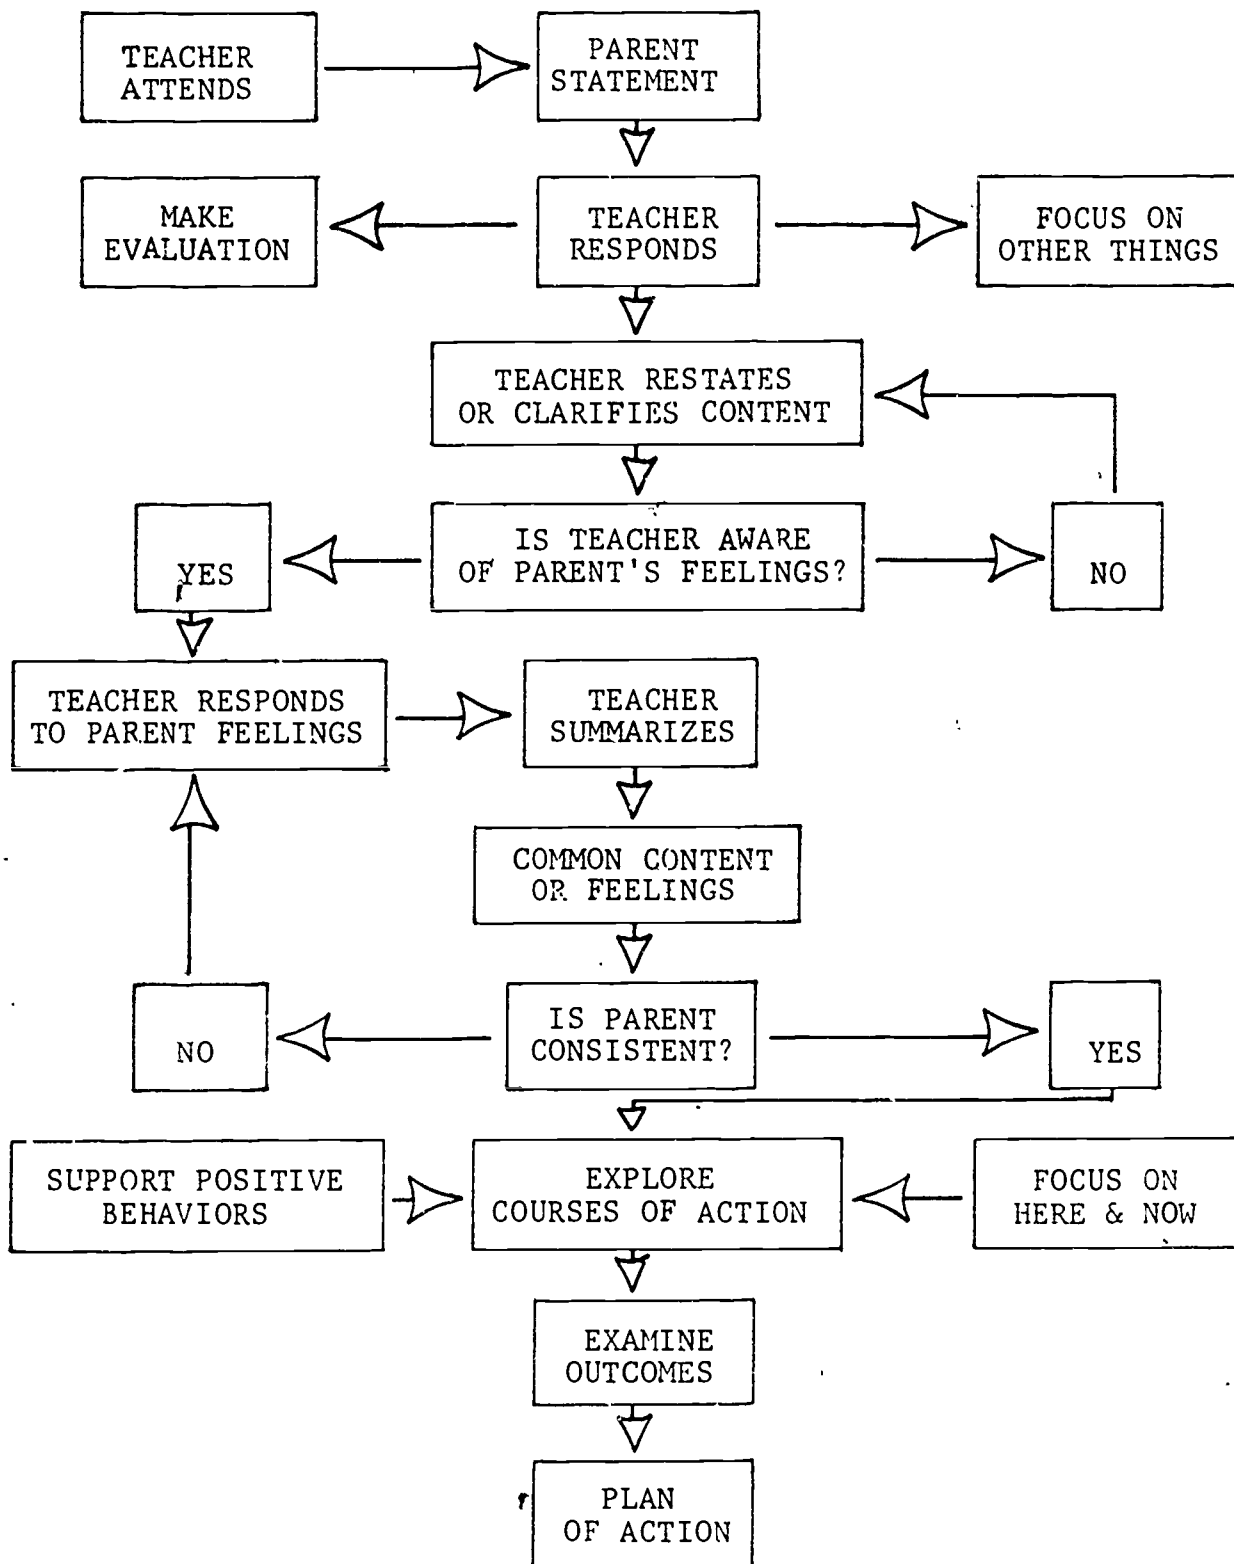 TEACHER
ATTENDS
PARENT
STATEMENT
MAKE
EVALUATION
TEACHER
RESPONDS
FOCUS ON
OTHER THINGS
TEACHER RESTATES
OR CLARIFIES CONTENT
YES
IS TEACHER AWARE
OF PARENT'S FEELINGS?
NO
TEACHER RESPONDS
TO PARENT FEELINGS
TEACHER
SUMMARIZES
COMMON CONTENT
OR FEELINGS
NO
IS PARENT
CONSISTENT?
YES
SUPPORT POSITIVE
BEHAVIORS
EXPLORE
COURSES OF ACTION
FOCUS ON
HERE & NOW
EXAMINE
OUTCOMES
PLAN
OF ACTION